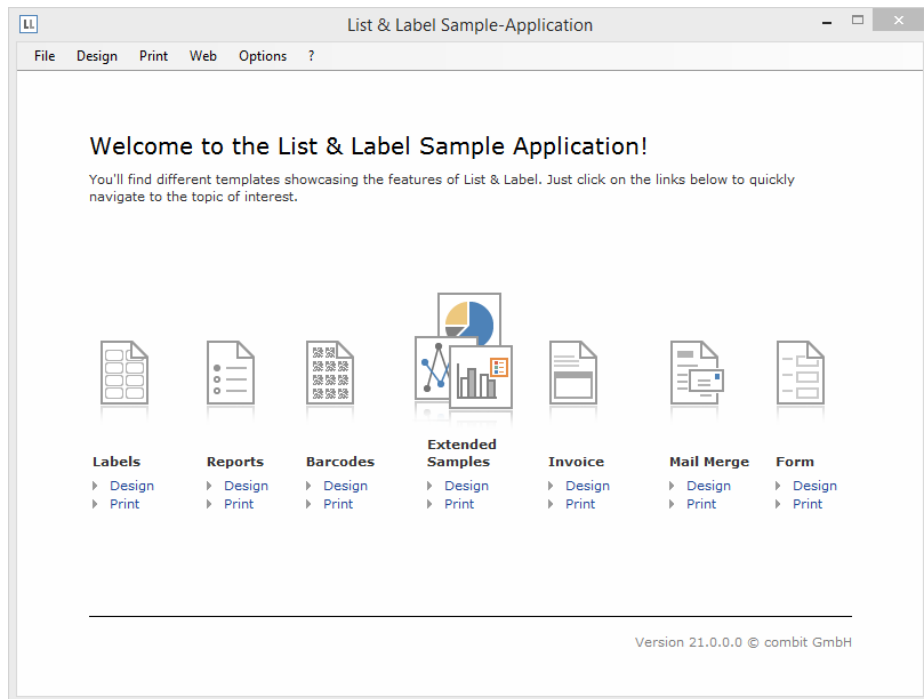 LL
List & Label Sample-Application
File Design Print Web Options ?
Welcome to the List & Label Sample Application!
You'll find different templates showcasing the features of List & Label. Just click on the links below to quickly
navigate to the topic of interest.
Labels
Design
Print
Reports
Design
Print
Barcodes
Design
Print
Extended
Samples
Design
Print
Invoice
Design
Print
Mail Merge
Design
Print
Form
Design
Print
Version 21.0.0.0 © combit GmbH